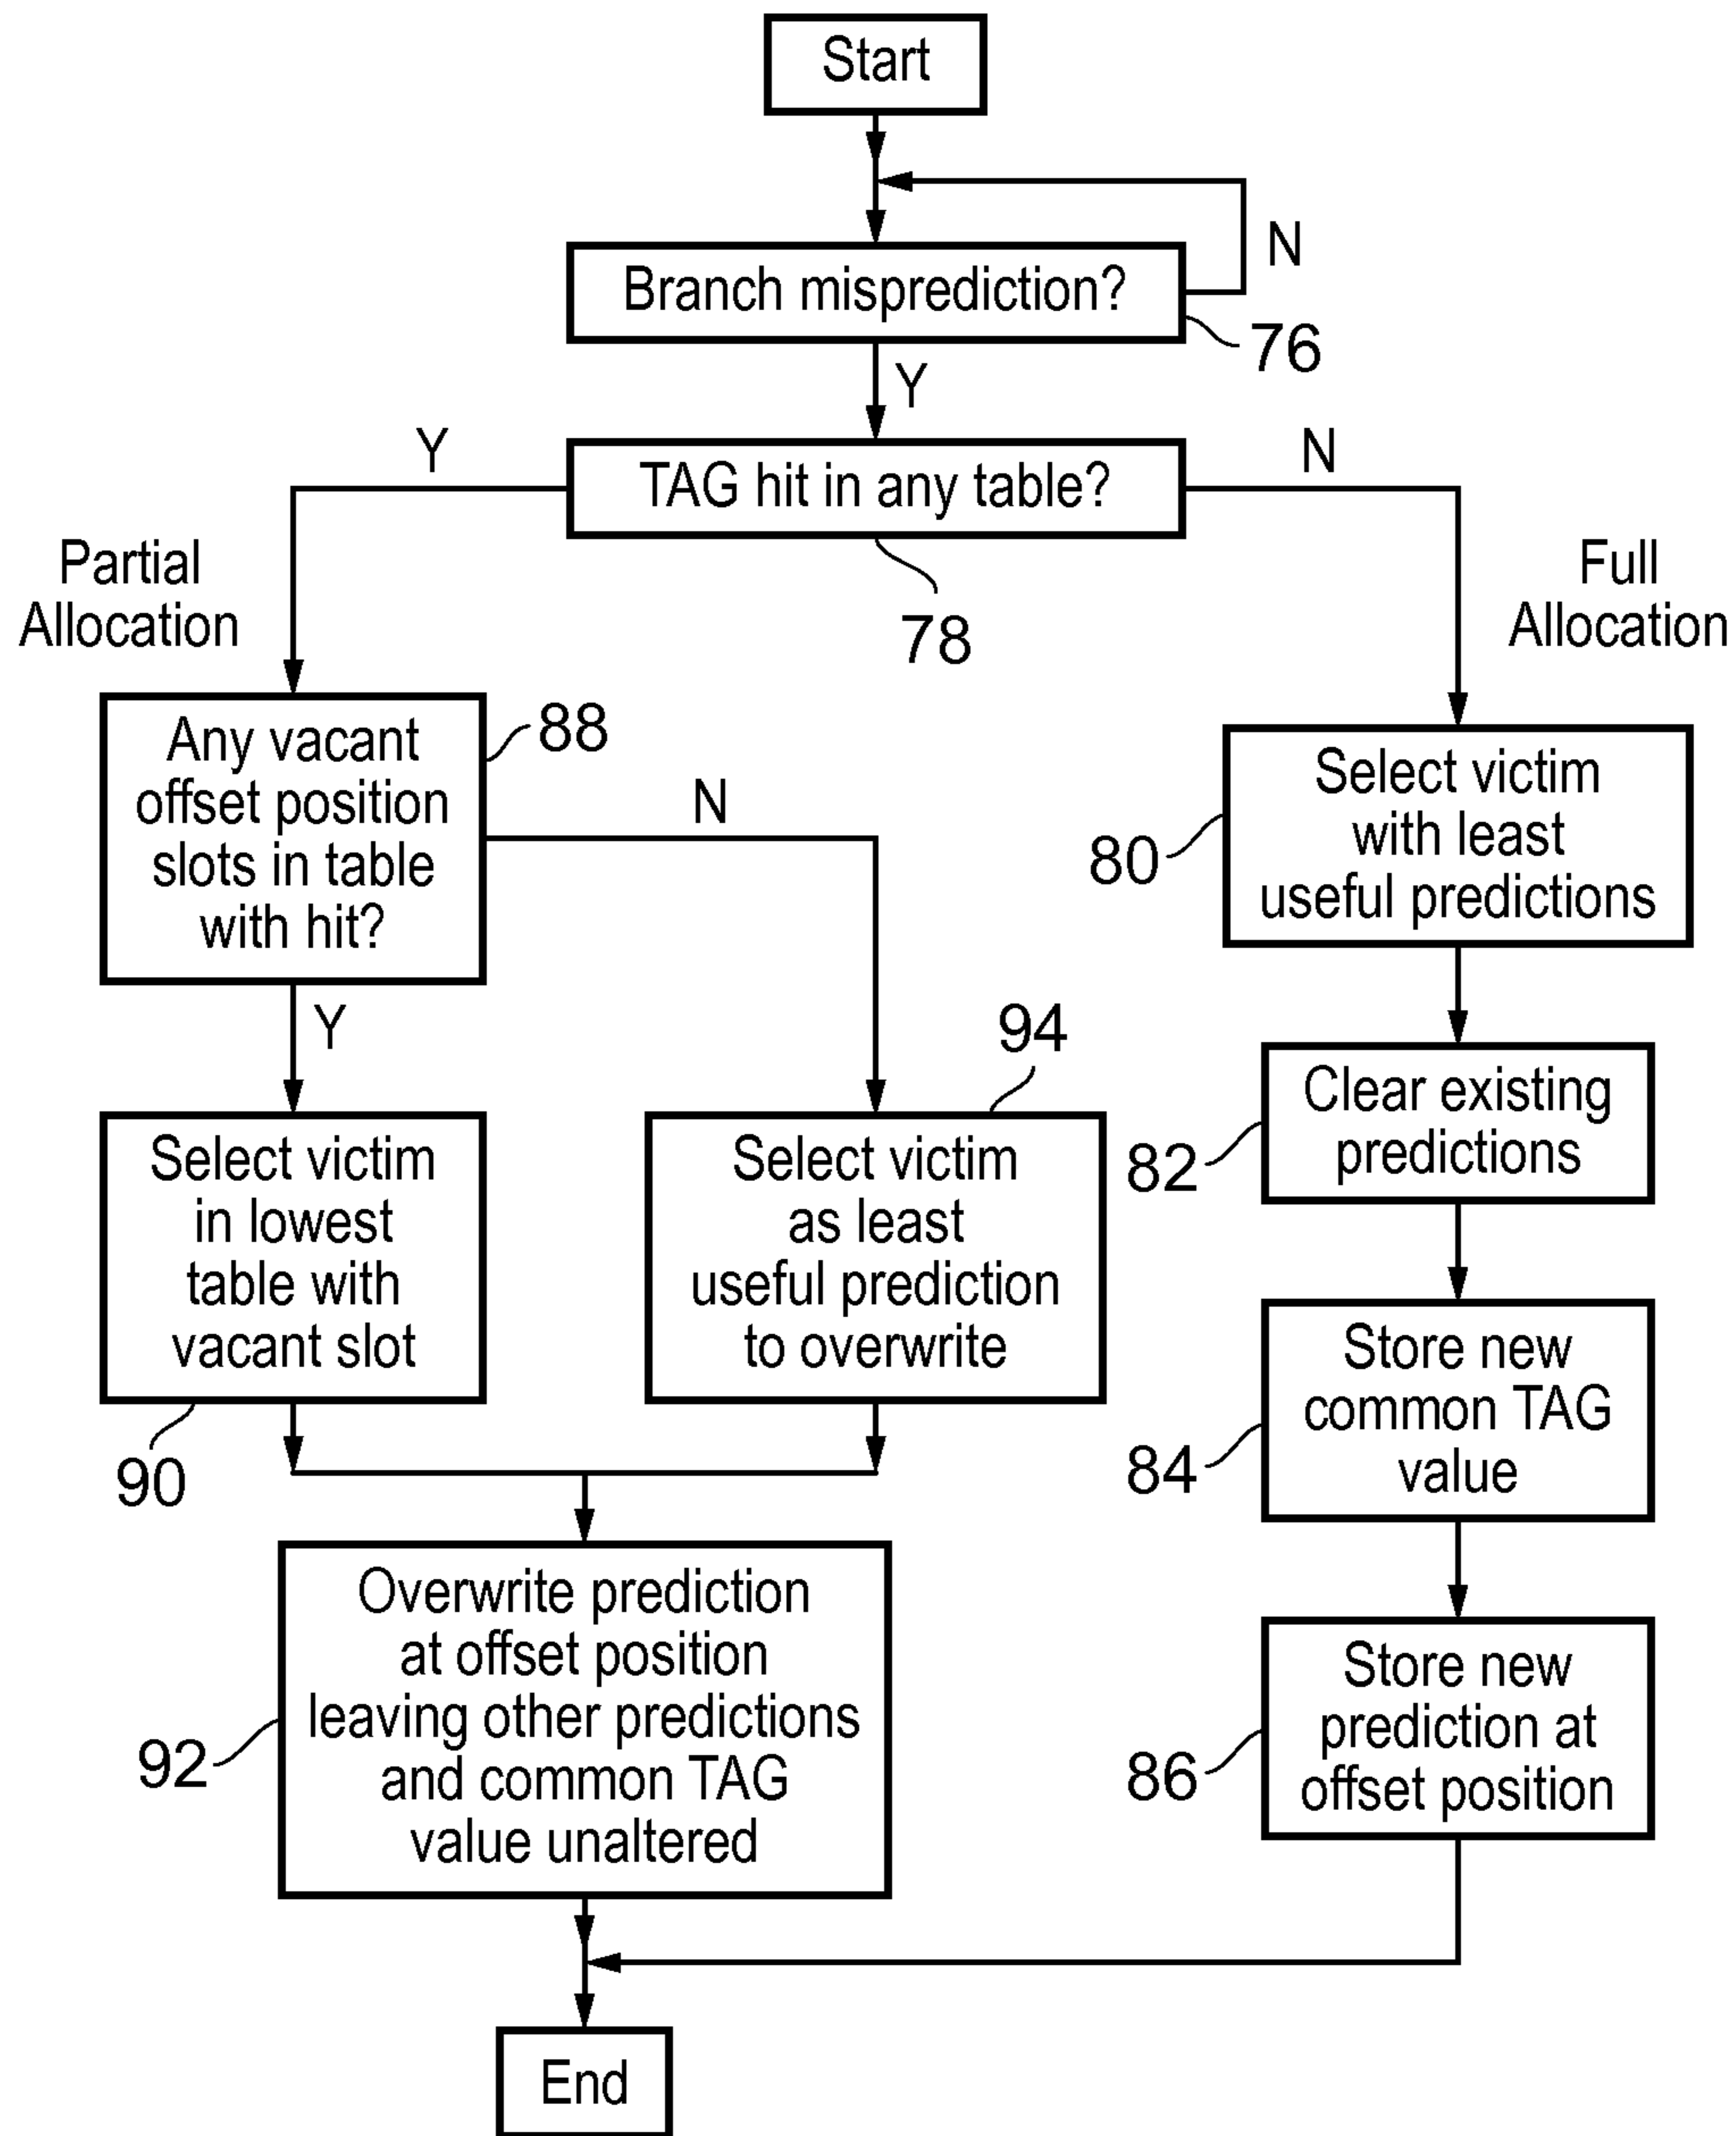 Start
N
Branch misprediction?
76
Y
Y
TAG hit in any table?
N
78
Partial
Allocation
Full
Allocation
Any vacant
offset position
slots in table
with hit?
88
N
Y
Select victim
with least
useful predictions
80
Clear existing
predictions
82
94
Select victim
in lowest
table with
vacant slot
90
Select victim
as least
useful prediction
to overwrite
Store new
common TAG
value
84
Overwrite prediction
at offset position
leaving other predictions
and common TAG
value unaltered
92
Store new
prediction at
offset position
86
End